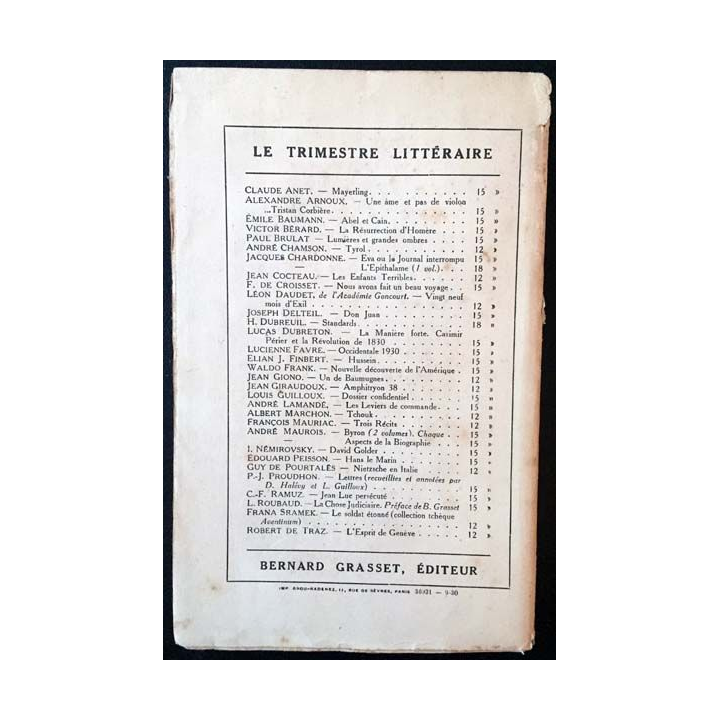 LE TRIMESTRE LITTÉRAIRE
CLAUDE ANET. — Mayerling. . . . . . . . . . . 15 »
ALEXANDRE ARNOUX. — Une âme et pas de violon
...Tristan Corbière. . . . . . . . . . . . 15 »
ÉMILE BAUMANN. — Abel et Caïn. . . . . . . . . 15 »
VICTOR BÉRARD. — La Résurrection d'Homère . . . 15 »
PAUL BRULAT — Lumières et grandes ombres . . . . 15 »
ANDRÉ CHAMSON. — Tyrol . . . . . . . . . . . 12 »
JACQUES CHARDONNE. — Eva ou la Journal interrompu 15 »
— L'Epithalame (1 vol.). . . 18 »
JEAN COCTEAU. — Les Enfants Terribles. . . . . . 12 »
F. DE CROISSET. — Nous avons fait un beau voyage. . 15 »
LÉON DAUDET, de l'Académie Goncourt. — Vingt neuf
mois d'Exil . . . . . . . . . . . . . . 12 »
JOSEPH DELTEIL. — Don Juan . . . . . . . . . 15 »
H. DUBREUIL. — Standards . . . . . . . . . . 18 »
LUCAS DUBRETON. — La Manière forte. Casimir
Périer et la Révolution de 1830 . . . . . . . 15 »
LUCIENNE FAVRE. — Occidentale 1930 . . . . . . 15 »
ELIAN J. FINBERT. — Hussein. . . . . . . . . . 15 »
WALDO FRANK. — Nouvelle découverte de l'Amérique . 15 »
JEAN GIONO. — Un de Baumugnes. . . . . . . . 12 »
JEAN GIRAUDOUX. — Amphitryon 38 . . . . . . . 12 »
LOUIS GUILLOUX. — Dossier confidentiel . . . . . . 15 »
ANDRÉ LAMANDÉ. — Les Leviers de commande. . . . 15 »
ALBERT MARCHON. — Tchouk . . . . . . . . . . 12 »
FRANÇOIS MAURIAC. — Trois Récits . . . . . . . 12 »
ANDRÉ MAUROIS. — Byron (2 volumes). Chaque . . 15 »
— Aspects de la Biographie . . . 15 »
I. NÉMIROVSKY. — David Golder . . . . . . . . 15 »
EDOUARD PEISSON. — Hans le Marin . . . . . . . 15 »
GUY DE POURTALÈS — Nietzsche en Italie . . . . . 12 »
P.-J. PROUDHON. — Lettres (recueillies et annotées par
D. Halévy et L. Guilloux) . . . . . . . . . 15 »
C.-F. RAMUZ. — Jean Luc persécuté . . . . . . . 15 »
L. ROUBAUD. — La Chose Judiciaire. Préface de B. Grasset 15 »
FRANA SRAMEK. — Le soldat étonné (collection tchèque
Aventinum) . . . . . . . . . . . . . . 12 »
ROBERT DE TRAZ. — L'Esprit de Genève . . . . . 12 »
BERNARD GRASSET, ÉDITEUR
RUE DE SÈVRES, PARIS — 9-30